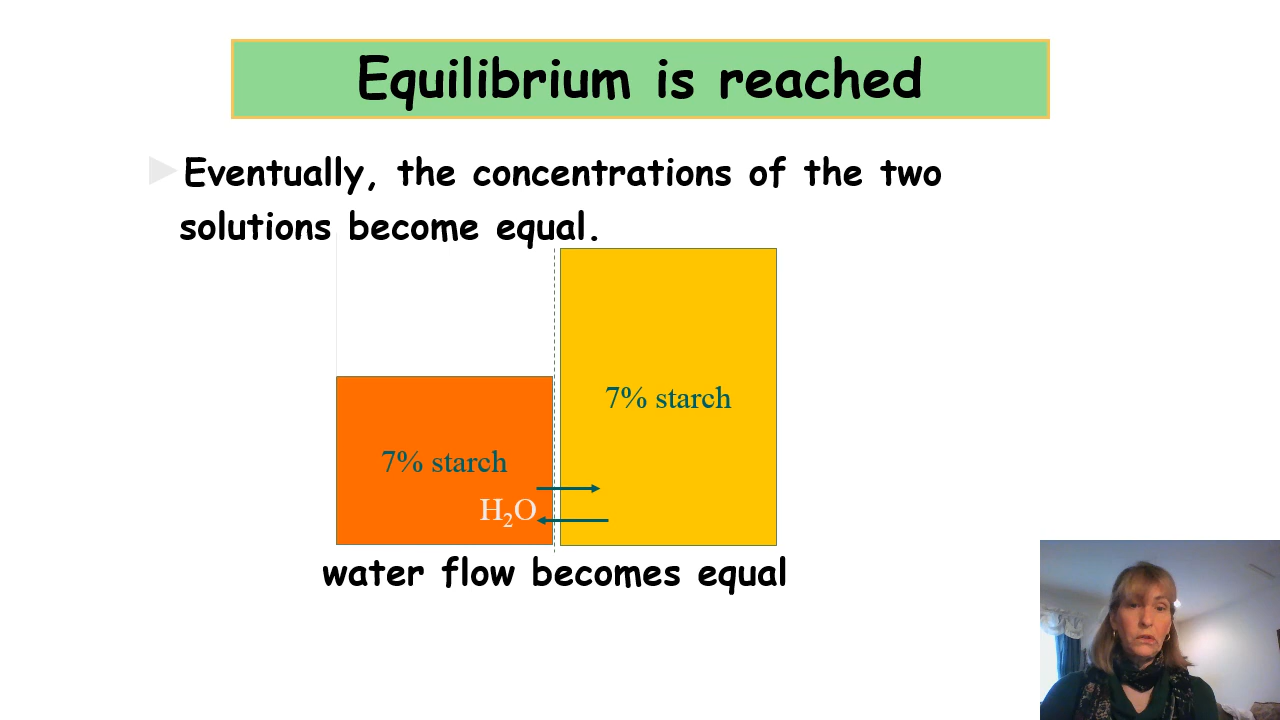 Equilibrium is reached
Eventually, the concentrations of the two
solutions become equal.
7% starch
7% starch
H₂O
water flow becomes equal